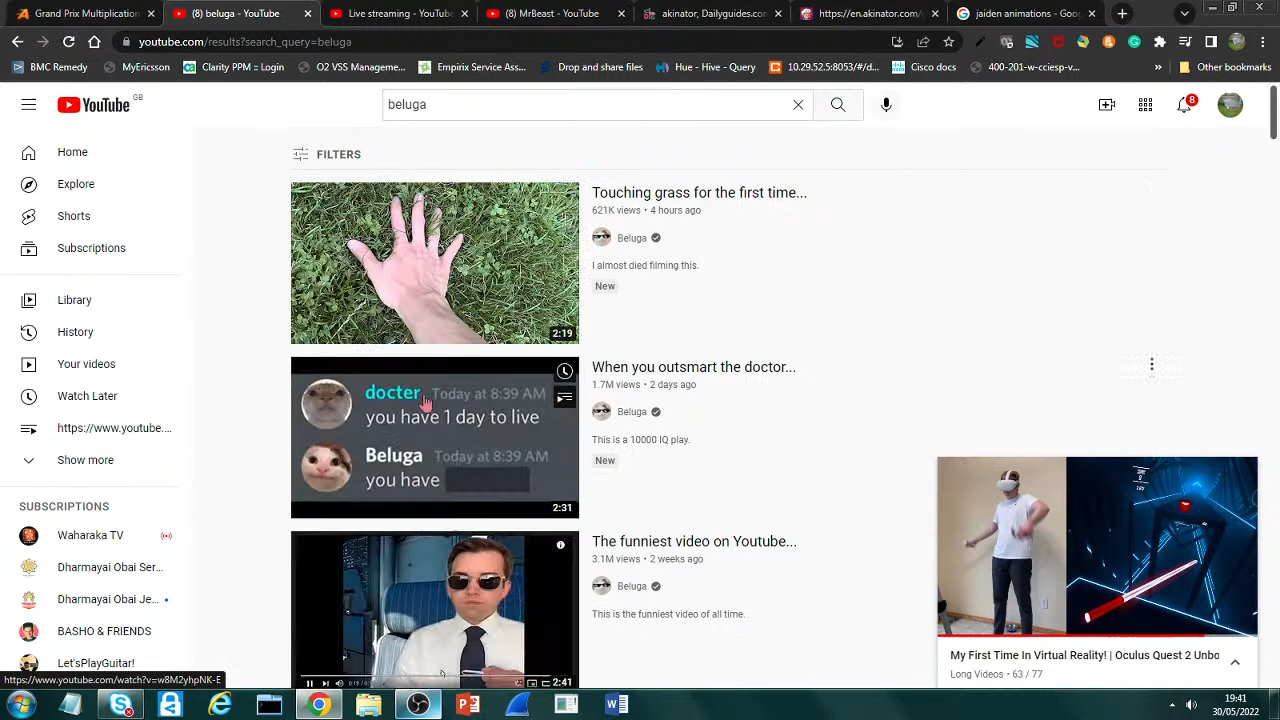 Grand Prix Multiplication
(8) beluga - YouTube
Live streaming - YouTube
(8) MrBeast - YouTube
akinator, Dailyguides.com
https://en.akinator.com/
jaiden animations - Goo
youtube.com/results?search_query=beluga
BMC Remedy
MyEricsson
Clarity PPM :: Login
O2 VSS Manageme...
Empirix Service Ass...
Drop and share files
Hue - Hive - Query
10.29.52.5:8053/#/d...
Cisco docs
400-201-w-cciesp-v...
»
Other bookmarks
YouTube GB
beluga
8
Home
Explore
Shorts
Subscriptions
Library
History
Your videos
Watch Later
https://www.youtube....
Show more
SUBSCRIPTIONS
Waharaka TV
Dharmayai Obai Ser...
Dharmayai Obai Je...
BASHO & FRIENDS
Let'sPlayGuitar!
FILTERS
2:19
Touching grass for the first time...
621K views • 4 hours ago
Beluga
I almost died filming this.
New
docter Today at 8:39 AM
you have 1 day to live
Beluga Today at 8:39 AM
you have
2:31
When you outsmart the doctor...
1.7M views • 2 days ago
Beluga
This is a 10000 IQ play.
New
2:41
The funniest video on Youtube...
3.1M views • 2 weeks ago
Beluga
This is the funniest video of all time.
My First Time In Virtual Reality! | Oculus Quest 2 Unbo
Long Videos • 63 / 77
https://www.youtube.com/watch?v=w8M2yhpNK-E
19:41
30/05/2022